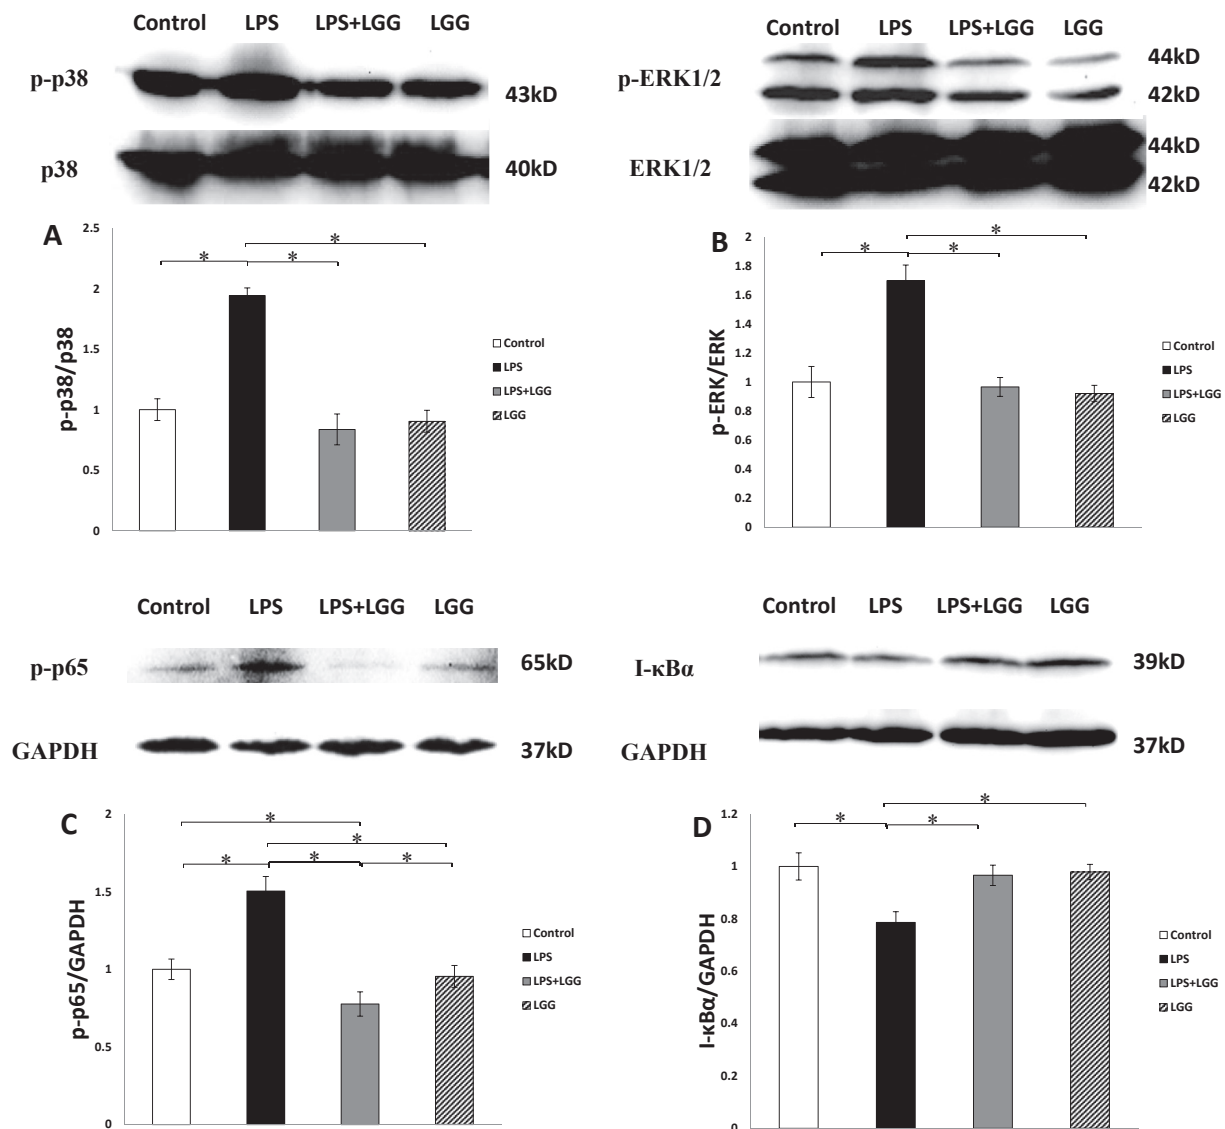 Control LPS LPS+LGG LGG
p-p38 43kD
p38 40kD
Control LPS LPS+LGG LGG
p-ERK1/2 44kD
42kD
ERK1/2 44kD
42kD
A
p-p38/p38
2.5
2
1.5
1
0.5
0
* * *
Control
LPS
LPS+LGG
LGG
B
p-ERK/ERK
2
1.8
1.6
1.4
1.2
1
0.8
0.6
0.4
0.2
0
* * *
Control
LPS
LPS+LGG
LGG
Control LPS LPS+LGG LGG
p-p65 65kD
GAPDH 37kD
Control LPS LPS+LGG LGG
I-κBα 39kD
GAPDH 37kD
C
p-p65/GAPDH
2
1.5
1
0.5
0
* * * * *
Control
LPS
LPS+LGG
LGG
D
I-κBα/GAPDH
1.2
1
0.8
0.6
0.4
0.2
0
* * *
Control
LPS
LPS+LGG
LGG